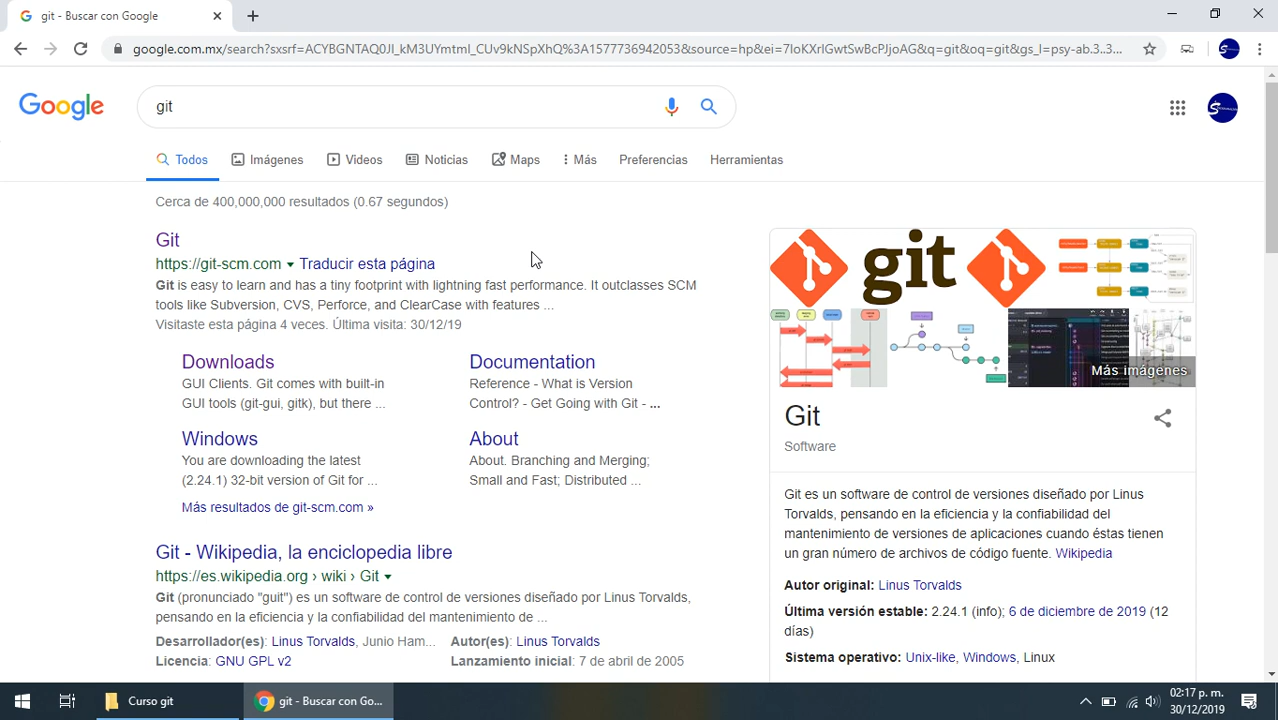 git - Buscar con Google
google.com.mx/search?sxsrf=ACYBGNTAQ0JI_kM3UYmtmI_CUv9kNSpXhQ%3A1577736942053&source=hp&ei=7loKXrIGwtSwBcPJjoAG&q=git&oq=git&gs_l=psy-ab.3..3...
Google
git
Todos Imágenes Videos Noticias Maps Más Preferencias Herramientas
Cerca de 400,000,000 resultados (0.67 segundos)
Git
https://git-scm.com Traducir esta página
Git is easy to learn and has a tiny footprint with lightning fast performance. It outclasses SCM
tools like Subversion, CVS, Perforce, and ClearCase with features ...
Visitaste esta página 4 veces. Última visita: 30/12/19
Downloads
GUI Clients. Git comes with built-in
GUI tools (git-gui, gitk), but there ...
Documentation
Reference - What is Version
Control? - Get Going with Git - ...
Windows
You are downloading the latest
(2.24.1) 32-bit version of Git for ...
About
About. Branching and Merging;
Small and Fast; Distributed ...
Más resultados de git-scm.com »
Git - Wikipedia, la enciclopedia libre
https://es.wikipedia.org › wiki › Git
Git (pronunciado "guit") es un software de control de versiones diseñado por Linus Torvalds,
pensando en la eficiencia y la confiabilidad del mantenimiento de ...
Desarrollador(es): Linus Torvalds, Junio Ham... Autor(es): Linus Torvalds
Licencia: GNU GPL v2 Lanzamiento inicial: 7 de abril de 2005
git
Más imágenes
Git
Software
Git es un software de control de versiones diseñado por Linus
Torvalds, pensando en la eficiencia y la confiabilidad del
mantenimiento de versiones de aplicaciones cuando éstas tienen
un gran número de archivos de código fuente. Wikipedia
Autor original: Linus Torvalds
Última versión estable: 2.24.1 (info); 6 de diciembre de 2019 (12
días)
Sistema operativo: Unix-like, Windows, Linux
Curso git
git - Buscar con Go...
02:17 p. m.
30/12/2019